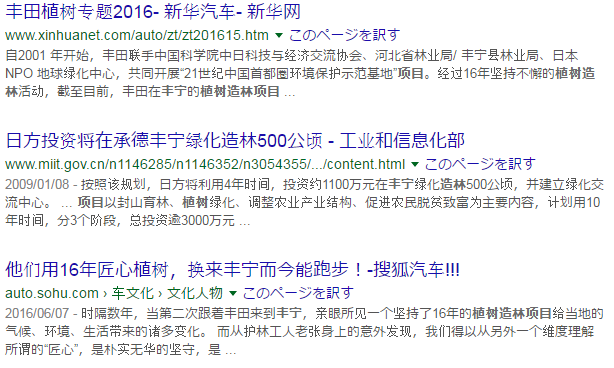 丰田植树专题2016- 新华汽车- 新华网
www.xinhuanet.com/auto/zt/zt201615.htm ▼ このページを訳す
自2001 年开始，丰田联手中国科学院中日科技与经济交流协会、河北省林业局/ 丰宁县林业局、日本
NPO 地球绿化中心，共同开展“21世纪中国首都圈环境保护示范基地”项目。经过16年坚持不懈的植树造
林活动，截至目前，丰田在丰宁的植树造林项目 ...
日方投资将在承德丰宁绿化造林500公顷 - 工业和信息化部
www.miit.gov.cn/n1146285/n1146352/n3054355/.../content.html ▼ このページを訳す
2009/01/08 - 按照该规划，日方将利用4年时间，投资约1100万元在丰宁绿化造林500公顷，并建立绿化交
流中心。 ... 项目以封山育林、植树绿化、调整农业产业结构、促进农民脱贫致富为主要内容，计划用10
年时间，分3个阶段，总投资逾3000万元 ...
他们用16年匠心植树，换来丰宁而今能跑步！-搜狐汽车!!!
auto.sohu.com › 车文化 › 文化人物 ▼ このページを訳す
2016/06/07 - 时隔数年，当第二次跟着丰田来到丰宁，亲眼所见一个坚持了16年的植树造林项目给当地的
气候、环境、生活带来的诸多变化。 而从护林工人老张身上的意外发现，我们得以从另外一个维度理解
所谓的“匠心”，是朴实无华的坚守，是 ...